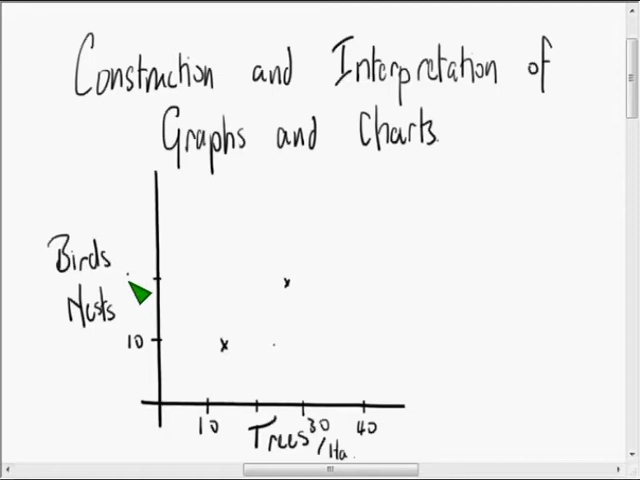 Construction and Interpretation of
Graphs and Charts.
Birds
Nests
10
10 30 40
Trees
/Ha.